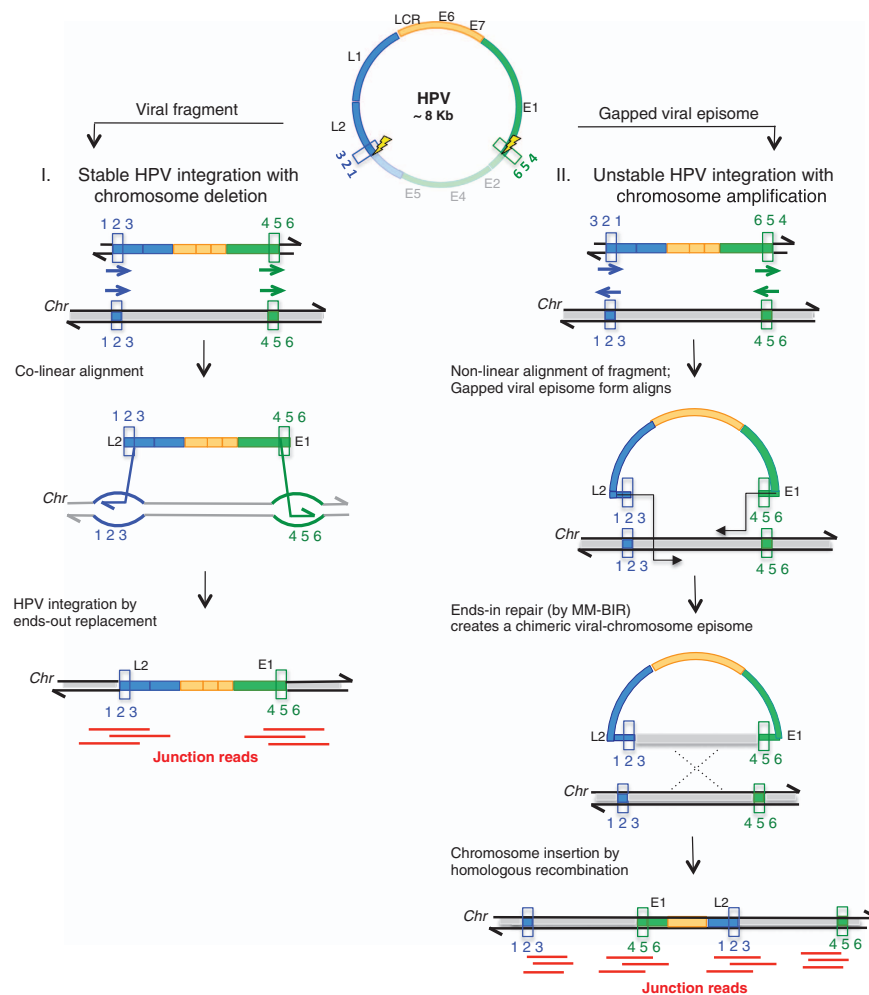 LCR
E6
E7
L1
E1
HPV
~ 8 Kb
L2
E2
E4
E5
3 2 1
6 5 4
Viral fragment
Gapped viral episome
I. Stable HPV integration with
chromosome deletion
1 2 3
4 5 6
Chr
1 2 3
4 5 6
Co-linear alignment
1 2 3
4 5 6
L2
E1
Chr
1 2 3
4 5 6
HPV integration by
ends-out replacement
L2
E1
Chr
1 2 3
4 5 6
Junction reads
II. Unstable HPV integration with
chromosome amplification
3 2 1
6 5 4
Chr
1 2 3
4 5 6
Non-linear alignment of fragment;
Gapped viral episome form aligns
L2
E1
1 2 3
4 5 6
Chr
1 2 3
4 5 6
Ends-in repair (by MM-BIR)
creates a chimeric viral-chromosome episome
L2
E1
1 2 3
4 5 6
Chr
1 2 3
4 5 6
Chromosome insertion by
homologous recombination
E1
L2
Chr
1 2 3
4 5 6
1 2 3
4 5 6
Junction reads